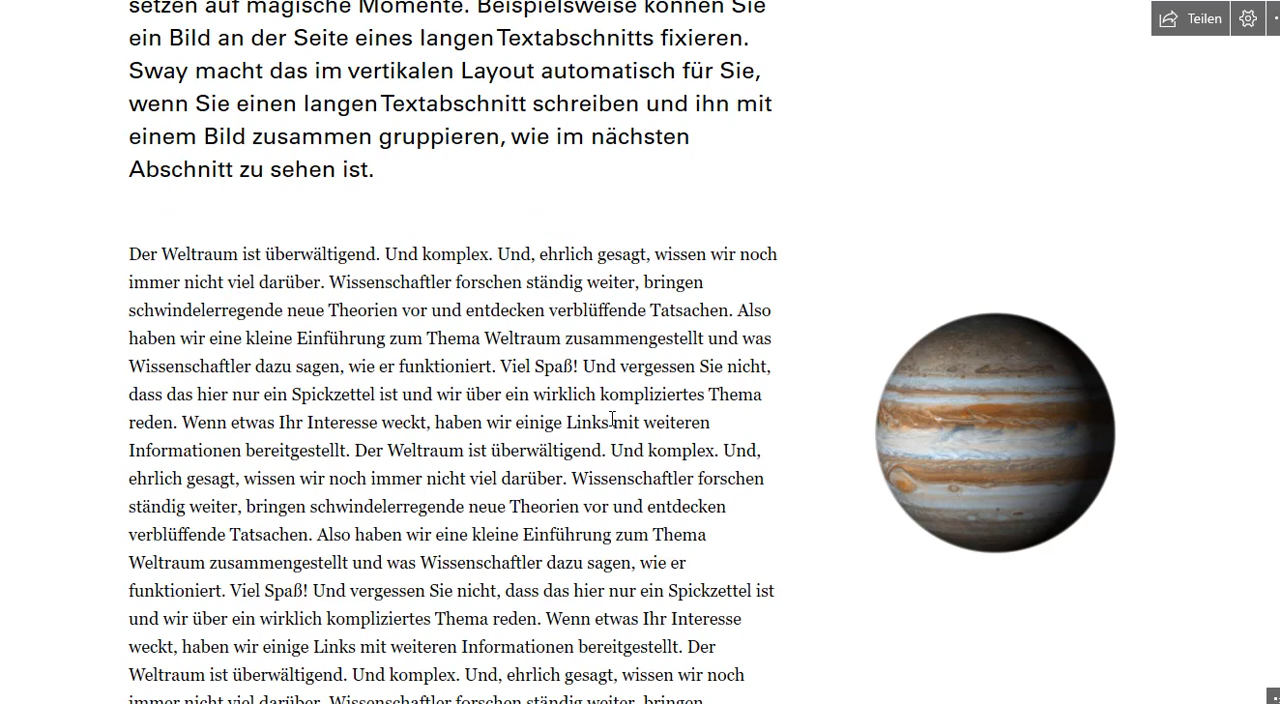 setzen auf magische Momente. Beispielsweise können Sie
ein Bild an der Seite eines langen Textabschnitts fixieren.
Sway macht das im vertikalen Layout automatisch für Sie,
wenn Sie einen langen Textabschnitt schreiben und ihn mit
einem Bild zusammen gruppieren, wie im nächsten
Abschnitt zu sehen ist.
Teilen
Der Weltraum ist überwältigend. Und komplex. Und, ehrlich gesagt, wissen wir noch
immer nicht viel darüber. Wissenschaftler forschen ständig weiter, bringen
schwindelerregende neue Theorien vor und entdecken verblüffende Tatsachen. Also
haben wir eine kleine Einführung zum Thema Weltraum zusammengestellt und was
Wissenschaftler dazu sagen, wie er funktioniert. Viel Spaß! Und vergessen Sie nicht,
dass das hier nur ein Spickzettel ist und wir über ein wirklich kompliziertes Thema
reden. Wenn etwas Ihr Interesse weckt, haben wir einige Links mit weiteren
Informationen bereitgestellt. Der Weltraum ist überwältigend. Und komplex. Und,
ehrlich gesagt, wissen wir noch immer nicht viel darüber. Wissenschaftler forschen
ständig weiter, bringen schwindelerregende neue Theorien vor und entdecken
verblüffende Tatsachen. Also haben wir eine kleine Einführung zum Thema
Weltraum zusammengestellt und was Wissenschaftler dazu sagen, wie er
funktioniert. Viel Spaß! Und vergessen Sie nicht, dass das hier nur ein Spickzettel ist
und wir über ein wirklich kompliziertes Thema reden. Wenn etwas Ihr Interesse
weckt, haben wir einige Links mit weiteren Informationen bereitgestellt. Der
Weltraum ist überwältigend. Und komplex. Und, ehrlich gesagt, wissen wir noch
immer nicht viel darüber. Wissenschaftler forschen ständig weiter, bringen